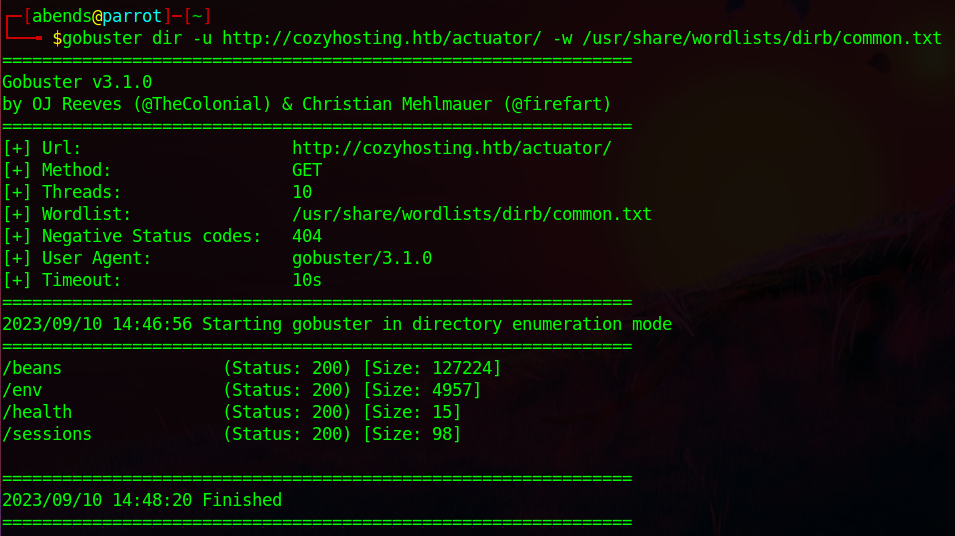 ┌─[abends@parrot]─[~]
└──╼ $gobuster dir -u http://cozyhosting.htb/actuator/ -w /usr/share/wordlists/dirb/common.txt
===============================================================
Gobuster v3.1.0
by OJ Reeves (@TheColonial) & Christian Mehlmauer (@firefart)
===============================================================
[+] Url:                     http://cozyhosting.htb/actuator/
[+] Method:                  GET
[+] Threads:                 10
[+] Wordlist:                /usr/share/wordlists/dirb/common.txt
[+] Negative Status codes:   404
[+] User Agent:              gobuster/3.1.0
[+] Timeout:                 10s
===============================================================
2023/09/10 14:46:56 Starting gobuster in directory enumeration mode
===============================================================
/beans                (Status: 200) [Size: 127224]
/env                  (Status: 200) [Size: 4957]
/health               (Status: 200) [Size: 15]
/sessions             (Status: 200) [Size: 98]
===============================================================
2023/09/10 14:48:20 Finished
===============================================================